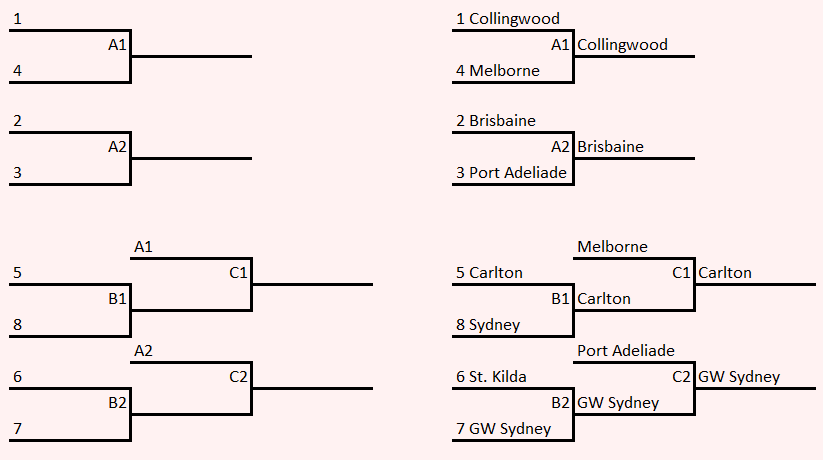 1
A1
4
2
A2
3
A1
5
C1
B1
8
A2
6
C2
B2
7
1 Collingwood
A1 Collingwood
4 Melborne
2 Brisbaine
A2 Brisbaine
3 Port Adeliade
Melborne
5 Carlton
C1 Carlton
B1 Carlton
8 Sydney
Port Adeliade
6 St. Kilda
C2 GW Sydney
B2 GW Sydney
7 GW Sydney